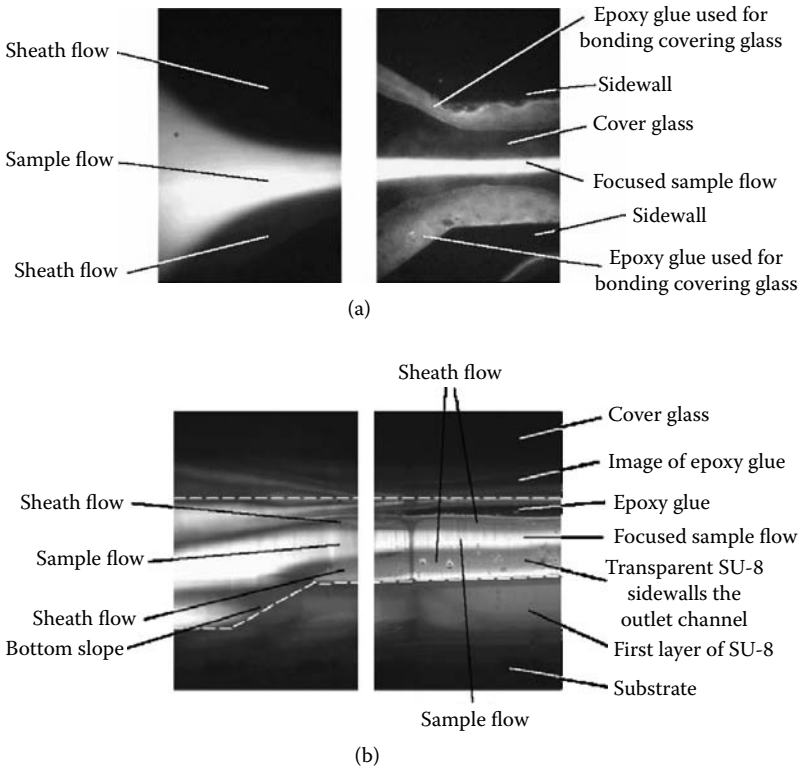 Sheath flow
Sample flow
Sheath flow
Epoxy glue used for
bonding covering glass
Sidewall
Cover glass
Focused sample flow
Sidewall
Epoxy glue used for
bonding covering glass
(a)
Sheath flow
Sheath flow
Sample flow
Sheath flow
Bottom slope
Cover glass
Image of epoxy glue
Epoxy glue
Focused sample flow
Transparent SU-8
sidewalls the
outlet channel
First layer of SU-8
Substrate
Sample flow
(b)